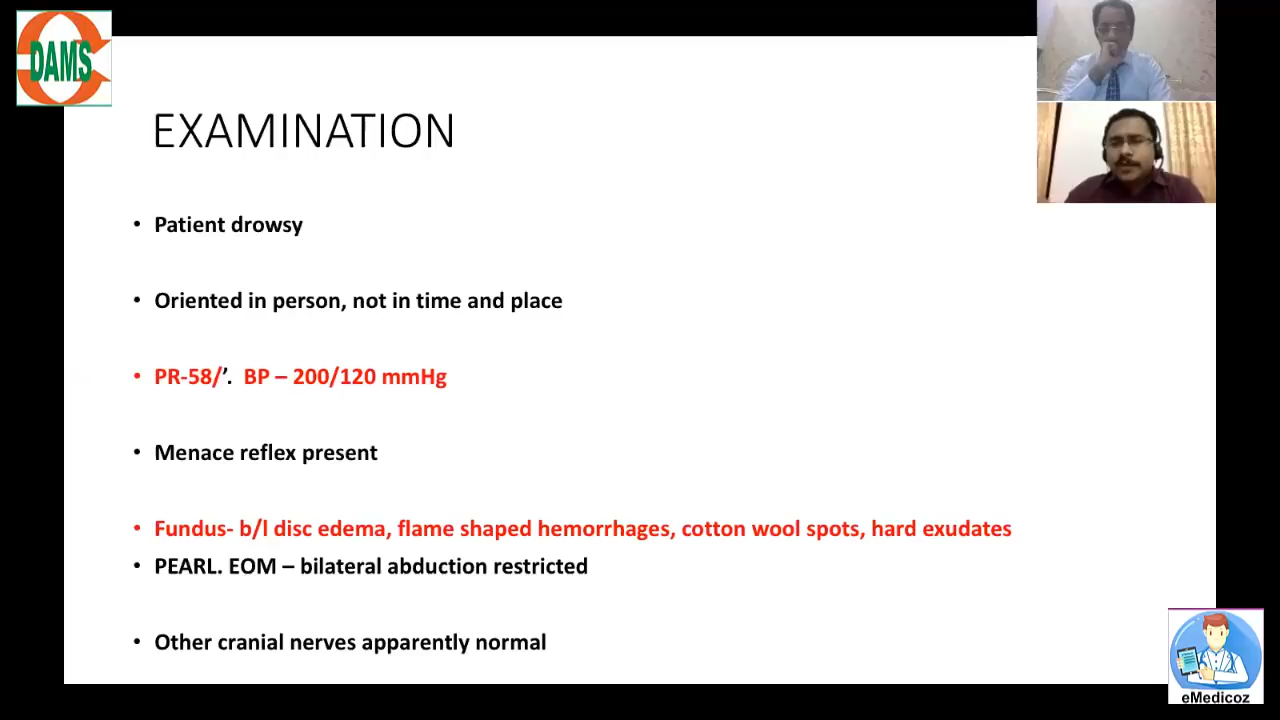 DAMS
EXAMINATION
• Patient drowsy
• Oriented in person, not in time and place
• PR-58/’. BP – 200/120 mmHg
• Menace reflex present
• Fundus- b/l disc edema, flame shaped hemorrhages, cotton wool spots, hard exudates
• PEARL. EOM – bilateral abduction restricted
• Other cranial nerves apparently normal
eMedicoz